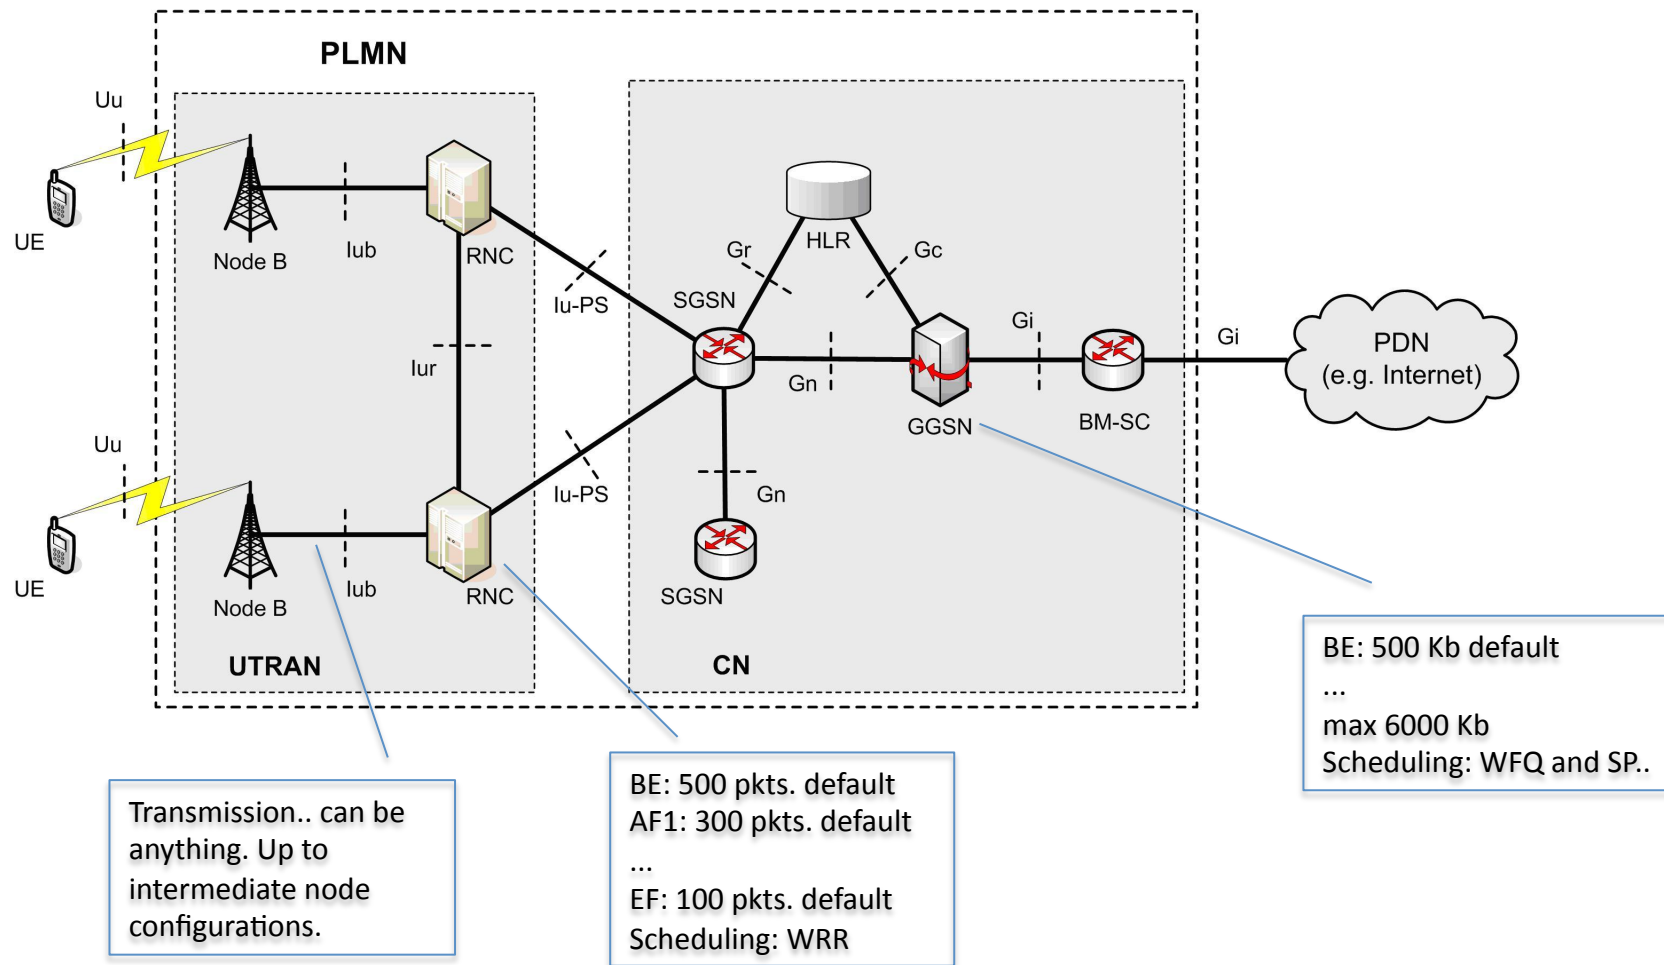 PLMN
Uu
UE
Node B
Iub
RNC
Iur
Iu-PS
HLR
Gr
Gc
SGSN
Gn
GGSN
Gi
BM-SC
Gi
PDN
(e.g. Internet)
Uu
UE
Node B
Iub
RNC
Iu-PS
Gn
SGSN
UTRAN
CN
Transmission.. can be
anything. Up to
intermediate node
configurations.
BE: 500 pkts. default
AF1: 300 pkts. default
...
EF: 100 pkts. default
Scheduling: WRR
BE: 500 Kb default
...
max 6000 Kb
Scheduling: WFQ and SP..